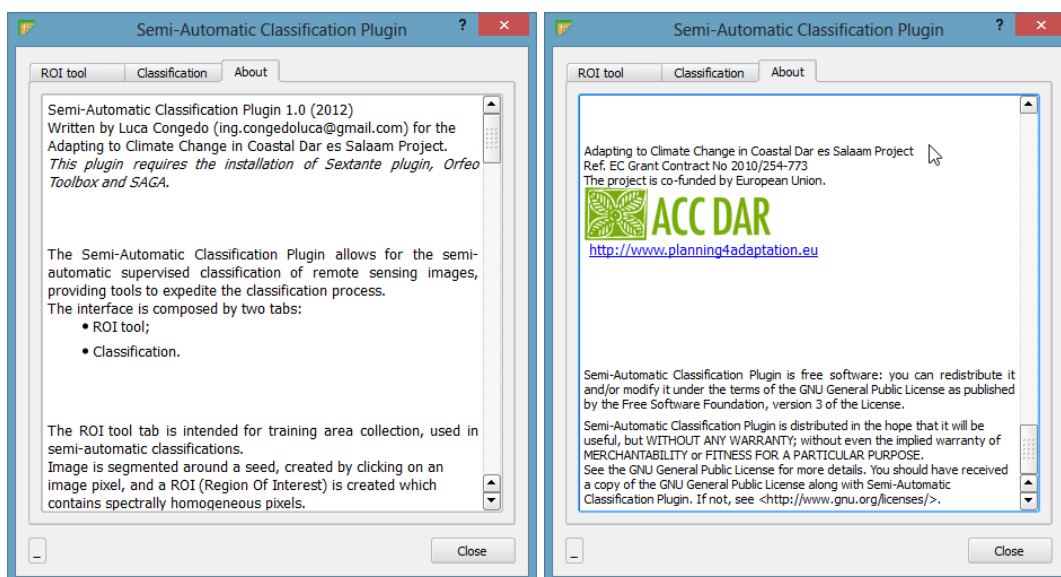 Semi-Automatic Classification Plugin
?
x
ROI tool
Classification
About
Semi-Automatic Classification Plugin 1.0 (2012)
Written by Luca Congedo (ing.congedoluca@gmail.com) for the
Adapting to Climate Change in Coastal Dar es Salaam Project.
This plugin requires the installation of Sextante plugin, Orfeo
Toolbox and SAGA.
The Semi-Automatic Classification Plugin allows for the semi-
automatic supervised classification of remote sensing images,
providing tools to expedite the classification process.
The interface is composed by two tabs:
• ROI tool;
• Classification.
The ROI tool tab is intended for training area collection, used in
semi-automatic classifications.
Image is segmented around a seed, created by clicking on an
image pixel, and a ROI (Region Of Interest) is created which
contains spectrally homogeneous pixels.
_
Close
Semi-Automatic Classification Plugin
?
x
ROI tool
Classification
About
Adapting to Climate Change in Coastal Dar es Salaam Project
Ref. EC Grant Contract No 2010/254-773
The project is co-funded by European Union.
ACC DAR
http://www.planning4adaptation.eu
Semi-Automatic Classification Plugin is free software: you can redistribute it
and/or modify it under the terms of the GNU General Public License as published
by the Free Software Foundation, version 3 of the License.
Semi-Automatic Classification Plugin is distributed in the hope that it will be
useful, but WITHOUT ANY WARRANTY; without even the implied warranty of
MERCHANTABILITY or FITNESS FOR A PARTICULAR PURPOSE.
See the GNU General Public License for more details. You should have received
a copy of the GNU General Public License along with Semi-Automatic
Classification Plugin. If not, see <http://www.gnu.org/licenses/>.
_
Close